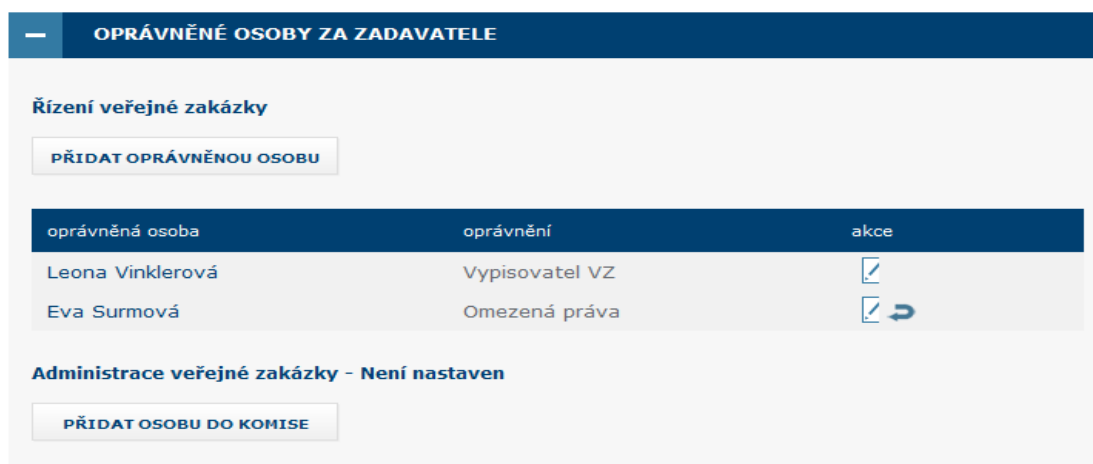 OPRÁVNĚNÉ OSOBY ZA ZADAVATELE
Řízení veřejné zakázky
PŘIDAT OPRÁVNĚNOU OSOBU
oprávněná osoba oprávnění akce
Leona Vinklerová Vypisovatel VZ
Eva Surmová Omezená práva
Administrace veřejné zakázky - Není nastaven
PŘIDAT OSOBU DO KOMISE